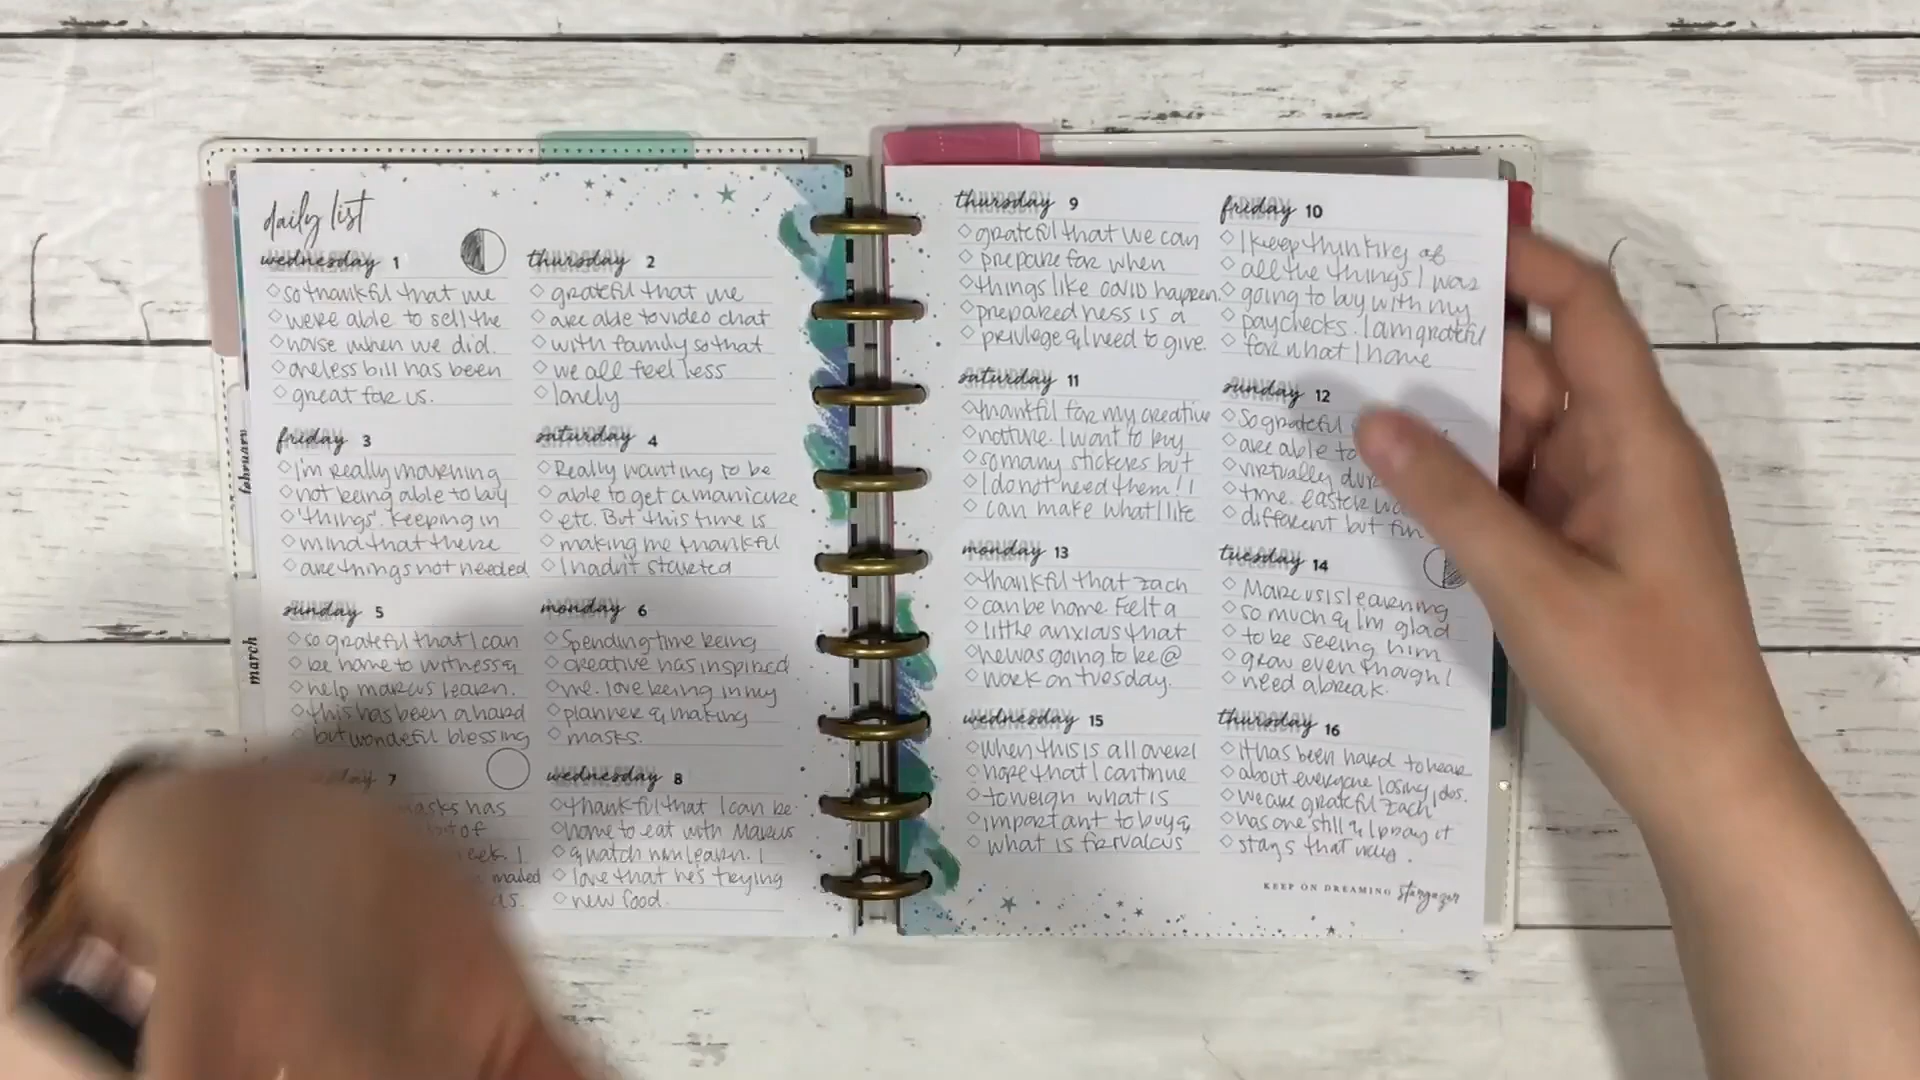 daily list
wednesday 1
so thankful that we
were able to sell the
house when we did.
one less bill has been
great for us.
thursday 2
grateful that we
are able to video chat
with family so that
we all feel less
lonely
friday 3
I'm really mourning
not being able to buy
'things'. Keeping in
mind that there
are things not needed
saturday 4
Really wanting to be
able to get a manicure
etc. But this time is
making me thankful
I hadn't started
sunday 5
so grateful that I can
be home to witness &
help marcus learn.
this has been a hard
but wonderful blessing
monday 6
Spending time being
creative has inspired
me. love being in my
planner & making
masks.
7
masks has
of
I
mailed
wednesday 8
thankful that I can be
home to eat with Marcus
& watch him learn. I
love that he's trying
new food.
february
march
thursday 9
grateful that we can
prepare for when
things like COVID happen.
preparedness is a
privilege & I need to give.
friday 10
I keep thinking of
all the things I was
going to buy with my
paychecks. I am grateful
for what I have
saturday 11
thankful for my creative
nature. I want to buy
so many stickers but
I do not need them! I
can make what I like
sunday 12
So grateful
are able to
virtually
time. easter
different but fun
monday 13
thankful that zach
can be home. Felt a
little anxious that
he was going to be @
work on tuesday.
tuesday 14
Marcus is learning
so much & I'm glad
to be seeing him
grow even though I
need a break.
wednesday 15
when this is all over I
hope that I continue
to weigh what is
important to buy &
what is frivalous
thursday 16
it has been hard to hear
about everyone losing jobs.
We are grateful zach
has one still & I pray it
stays that way.
KEEP ON DREAMING stargazer